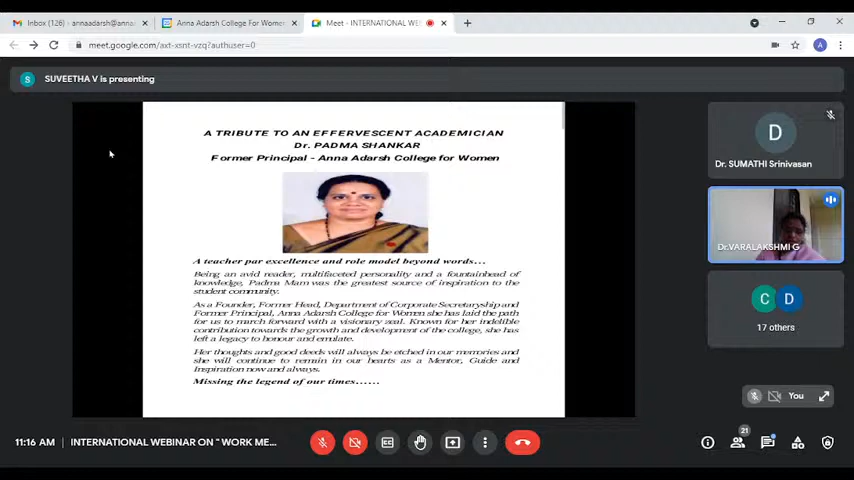 Inbox (126) - annaadarsh@anna
Anna Adarsh College For Women
Meet - INTERNATIONAL WE
meet.google.com/axt-xsnt-vzq?authuser=0
A
S
SUVEETHA V is presenting
A TRIBUTE TO AN EFFERVESCENT ACADEMICIAN
Dr. PADMA SHANKAR
Former Principal - Anna Adarsh College for Women
A teacher par excellence and role model beyond words...
Being an avid reader, multifaceted personality and a fountainhead of
knowledge, Padma Mam was the greatest source of inspiration to the
student community.
As a Founder, Former Head, Department of Corporate Secretaryship and
Former Principal, Anna Adarsh College for Women she has laid the path
for us to march forward with a visionary zeal. Known for her indelible
contribution towards the growth and development of the college, she has
left a legacy to honour and emulate.
Her thoughts and good deeds will always be etched in our memories and
she will continue to remain in our hearts as a Mentor, Guide and
Inspiration now and always.
Missing the legend of our times......
D
Dr. SUMATHI Srinivasan
Dr.VARALAKSHMI G
C D
17 others
You
11:16 AM
INTERNATIONAL WEBINAR ON " WORK ME...
CC
21